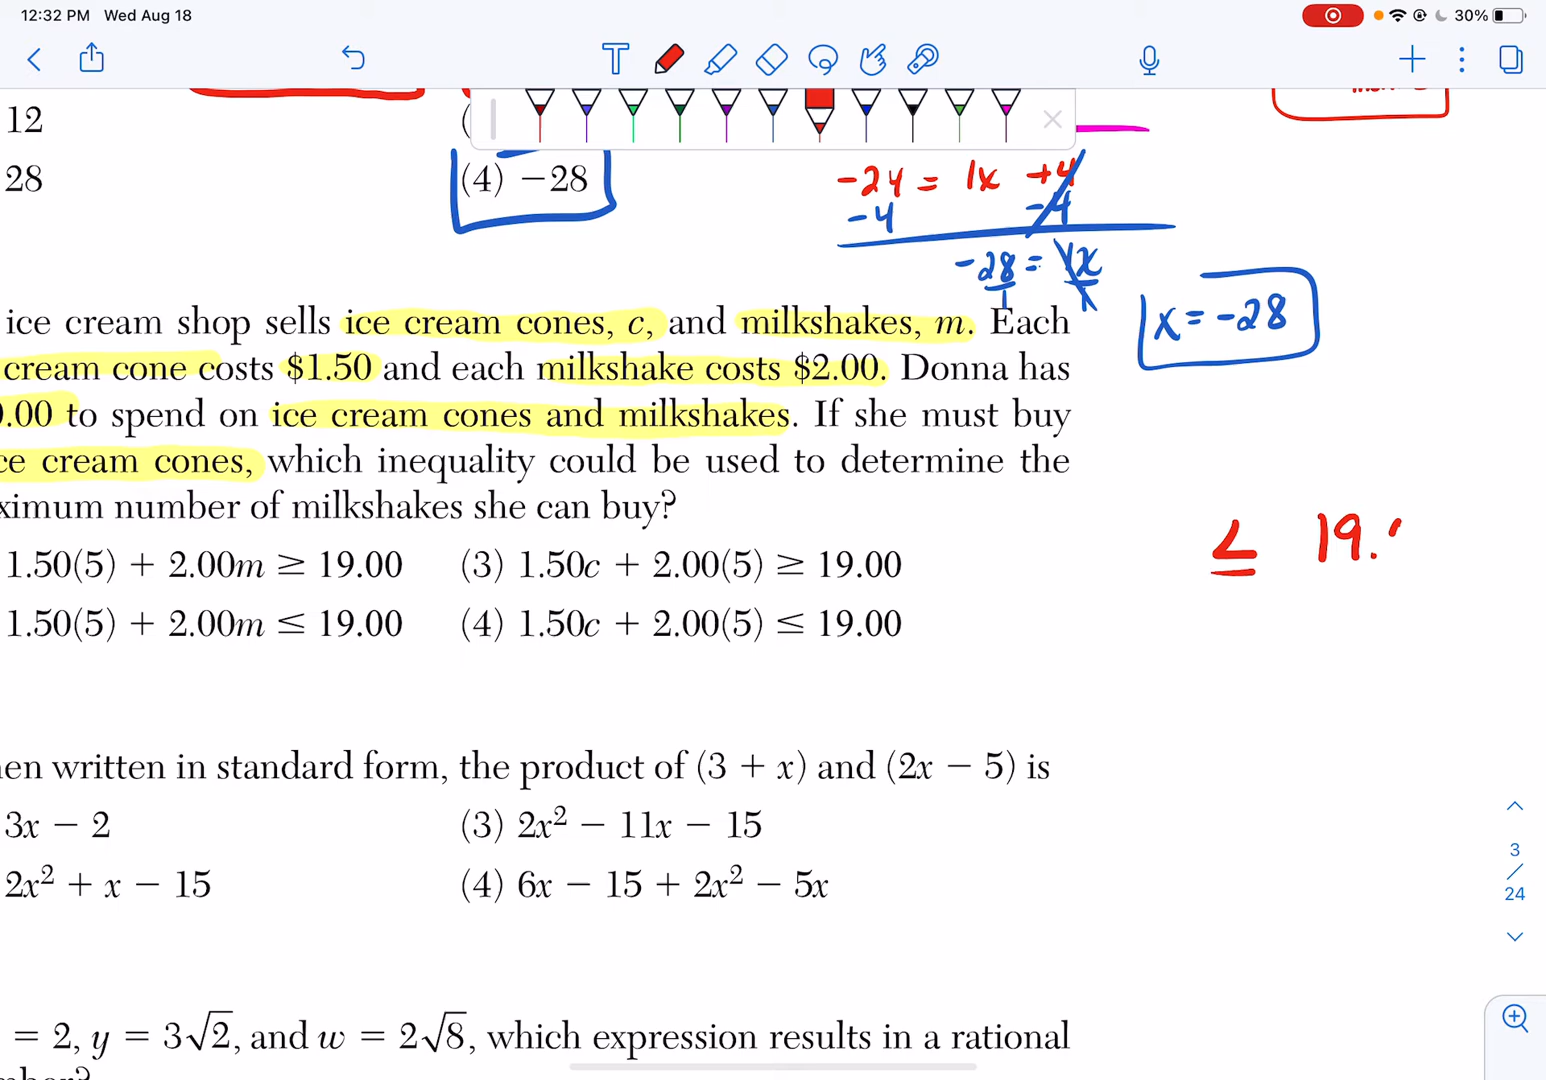 12:32 PM Wed Aug 18
30%
T
12
(
28
(4) −28
-24 = 1x +4
-4 -4
-28 = 1x
1 1
x = -28
ice cream shop sells ice cream cones, c, and milkshakes, m. Each
cream cone costs $1.50 and each milkshake costs $2.00. Donna has
.00 to spend on ice cream cones and milkshakes. If she must buy
ce cream cones, which inequality could be used to determine the
ximum number of milkshakes she can buy?
1.50(5) + 2.00m ≥ 19.00 (3) 1.50c + 2.00(5) ≥ 19.00
≤ 19.
1.50(5) + 2.00m ≤ 19.00 (4) 1.50c + 2.00(5) ≤ 19.00
en written in standard form, the product of (3 + x) and (2x − 5) is
3x − 2 (3) 2x² − 11x − 15
2x² + x − 15 (4) 6x − 15 + 2x² − 5x
3
/
24
= 2, y = 3√2, and w = 2√8, which expression results in a rational